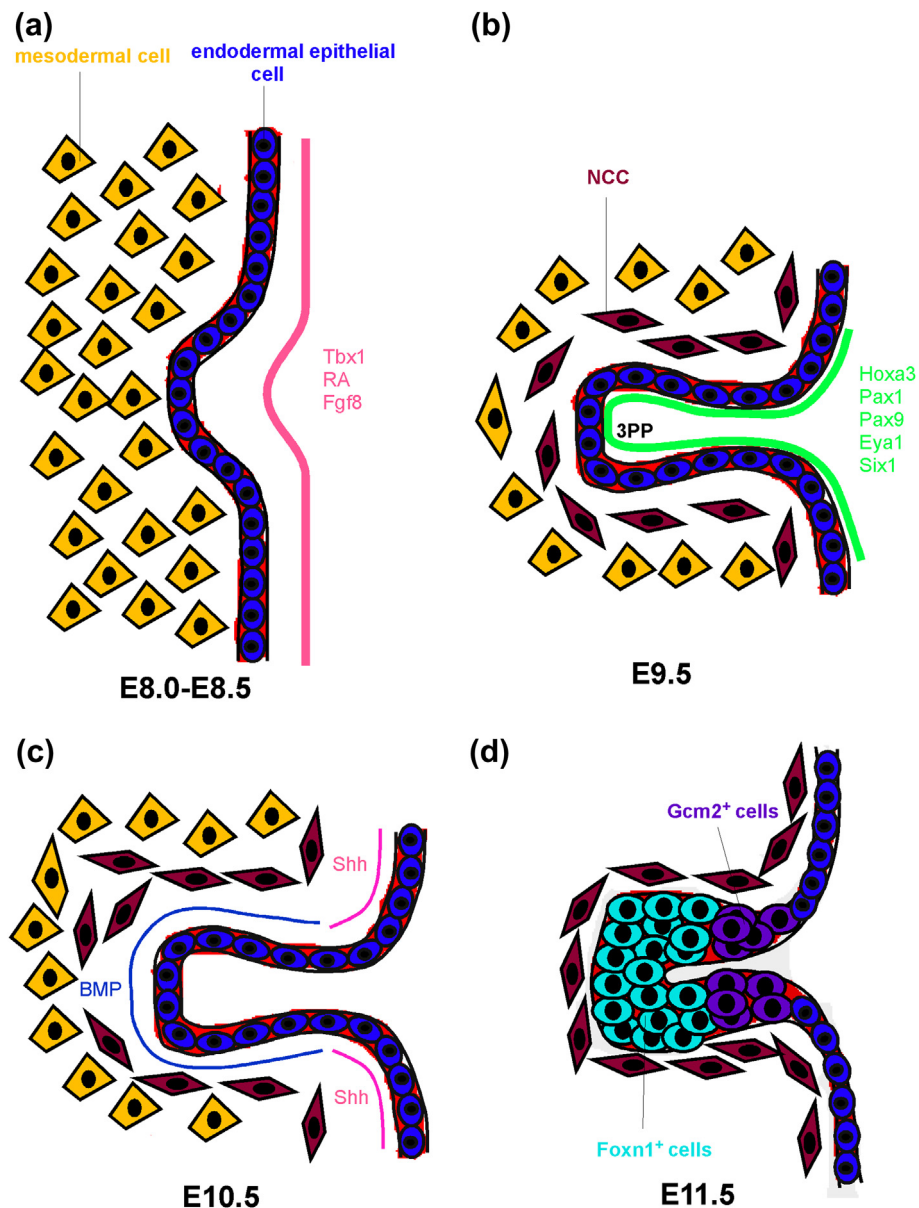 (a)
mesodermal cell
endodermal epithelial
cell
Tbx1
RA
Fgf8
E8.0-E8.5
(b)
NCC
3PP
Hoxa3
Pax1
Pax9
Eya1
Six1
E9.5
(c)
Shh
BMP
Shh
E10.5
(d)
Gcm2⁺ cells
Foxn1⁺ cells
E11.5